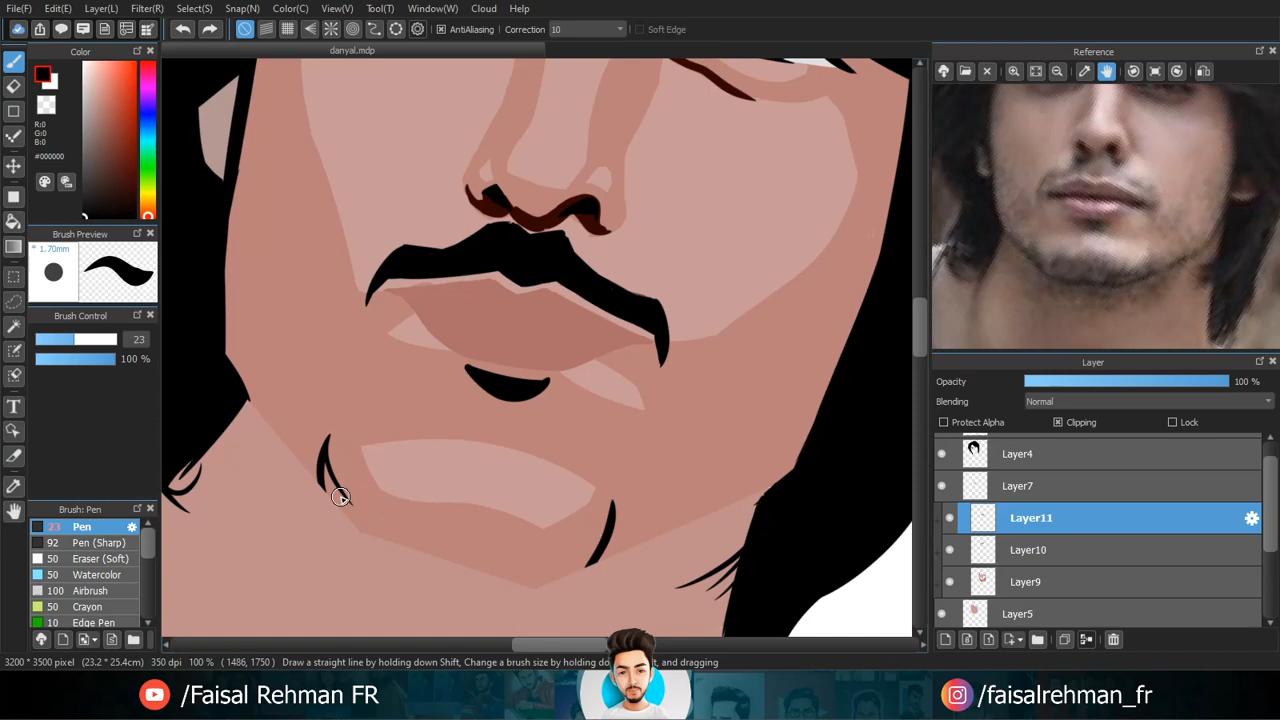 File(F) Edit(E) Layer(L) Filter(R) Select(S) Snap(N) Color(C) View(V) Tool(T) Window(W) Cloud Help
AntiAliasing Correction 10 Soft Edge
danyal.mdp
Color
R:0
G:0
B:0
#000000
Brush Preview
* 1.70mm
Brush Control
23
100 %
Brush: Pen
23 Pen
92 Pen (Sharp)
50 Eraser (Soft)
50 Watercolor
100 Airbrush
50 Crayon
10 Edge Pen
Reference
Layer
Opacity 100 %
Blending Normal
Protect Alpha Clipping Lock
Layer4
Layer7
Layer11
Layer10
Layer9
Layer5
3200 * 3500 pixel (23.2 * 25.4cm) 350 dpi 100 % ( 1486, 1750 ) Draw a straight line by holding down Shift, Change a brush size by holding do it, and dragging
/Faisal Rehman FR
/faisalrehman_fr